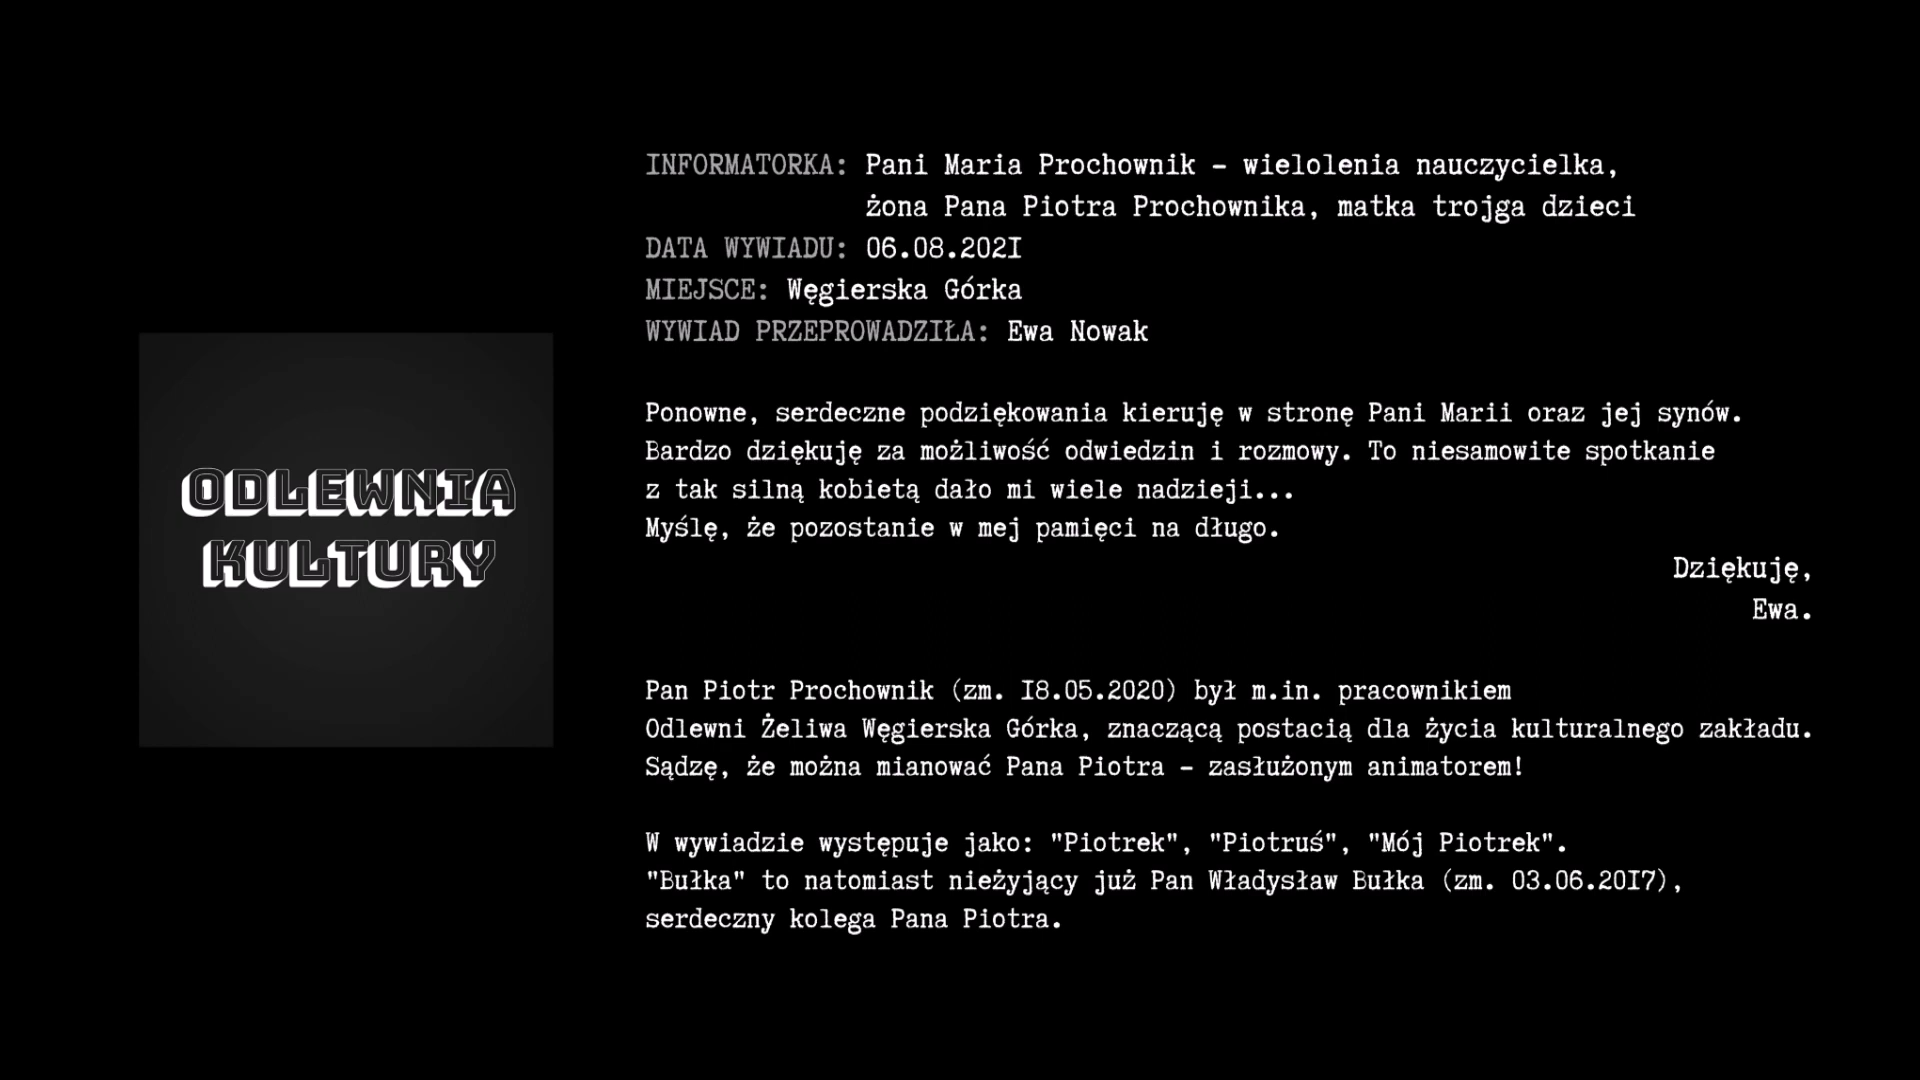 ODLEWNIA
KULTURY
INFORMATORKA: Pani Maria Prochownik - wielolenia nauczycielka,
żona Pana Piotra Prochownika, matka trojga dzieci
DATA WYWIADU: 06.08.2021
MIEJSCE: Węgierska Górka
WYWIAD PRZEPROWADZIŁA: Ewa Nowak
Ponowne, serdeczne podziękowania kieruję w stronę Pani Marii oraz jej synów.
Bardzo dziękuję za możliwość odwiedzin i rozmowy. To niesamowite spotkanie
z tak silną kobietą dało mi wiele nadzieji...
Myślę, że pozostanie w mej pamięci na długo.
Dziękuję,
Ewa.
Pan Piotr Prochownik (zm. 18.05.2020) był m.in. pracownikiem
Odlewni Żeliwa Węgierska Górka, znaczącą postacią dla życia kulturalnego zakładu.
Sądzę, że można mianować Pana Piotra - zasłużonym animatorem!
W wywiadzie występuje jako: "Piotrek", "Piotruś", "Mój Piotrek".
"Bułka" to natomiast nieżyjący już Pan Władysław Bułka (zm. 03.06.2017),
serdeczny kolega Pana Piotra.